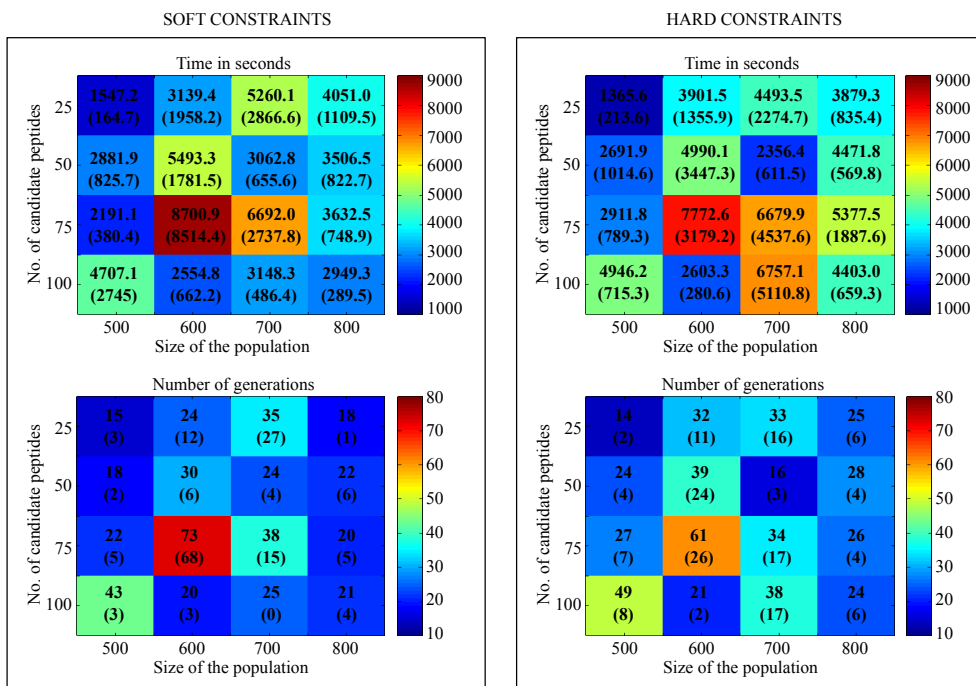 SOFT CONSTRAINTS
Time in seconds
No. of candidate peptides
25
50
75
100
1547.2 3139.4 5260.1 4051.0
(164.7) (1958.2) (2866.6) (1109.5)
2881.9 5493.3 3062.8 3506.5
(825.7) (1781.5) (655.6) (822.7)
2191.1 8700.9 6692.0 3632.5
(380.4) (8514.4) (2737.8) (748.9)
4707.1 2554.8 3148.3 2949.3
(2745) (662.2) (486.4) (289.5)
500 600 700 800
Size of the population
9000
8000
7000
6000
5000
4000
3000
2000
1000
Number of generations
No. of candidate peptides
25
50
75
100
15 24 35 18
(3) (12) (27) (1)
18 30 24 22
(2) (6) (4) (6)
22 73 38 20
(5) (68) (15) (5)
43 20 25 21
(3) (3) (0) (4)
500 600 700 800
Size of the population
80
70
60
50
40
30
20
10
HARD CONSTRAINTS
Time in seconds
No. of candidate peptides
25
50
75
100
1365.6 3901.5 4493.5 3879.3
(213.6) (1355.9) (2274.7) (835.4)
2691.9 4990.1 2356.4 4471.8
(1014.6) (3447.3) (611.5) (569.8)
2911.8 7772.6 6679.9 5377.5
(789.3) (3179.2) (4537.6) (1887.6)
4946.2 2603.3 6757.1 4403.0
(715.3) (280.6) (5110.8) (659.3)
500 600 700 800
Size of the population
9000
8000
7000
6000
5000
4000
3000
2000
1000
Number of generations
No. of candidate peptides
25
50
75
100
14 32 33 25
(2) (11) (16) (6)
24 39 16 28
(4) (24) (3) (4)
27 61 34 26
(7) (26) (17) (4)
49 21 38 24
(8) (2) (17) (6)
500 600 700 800
Size of the population
80
70
60
50
40
30
20
10